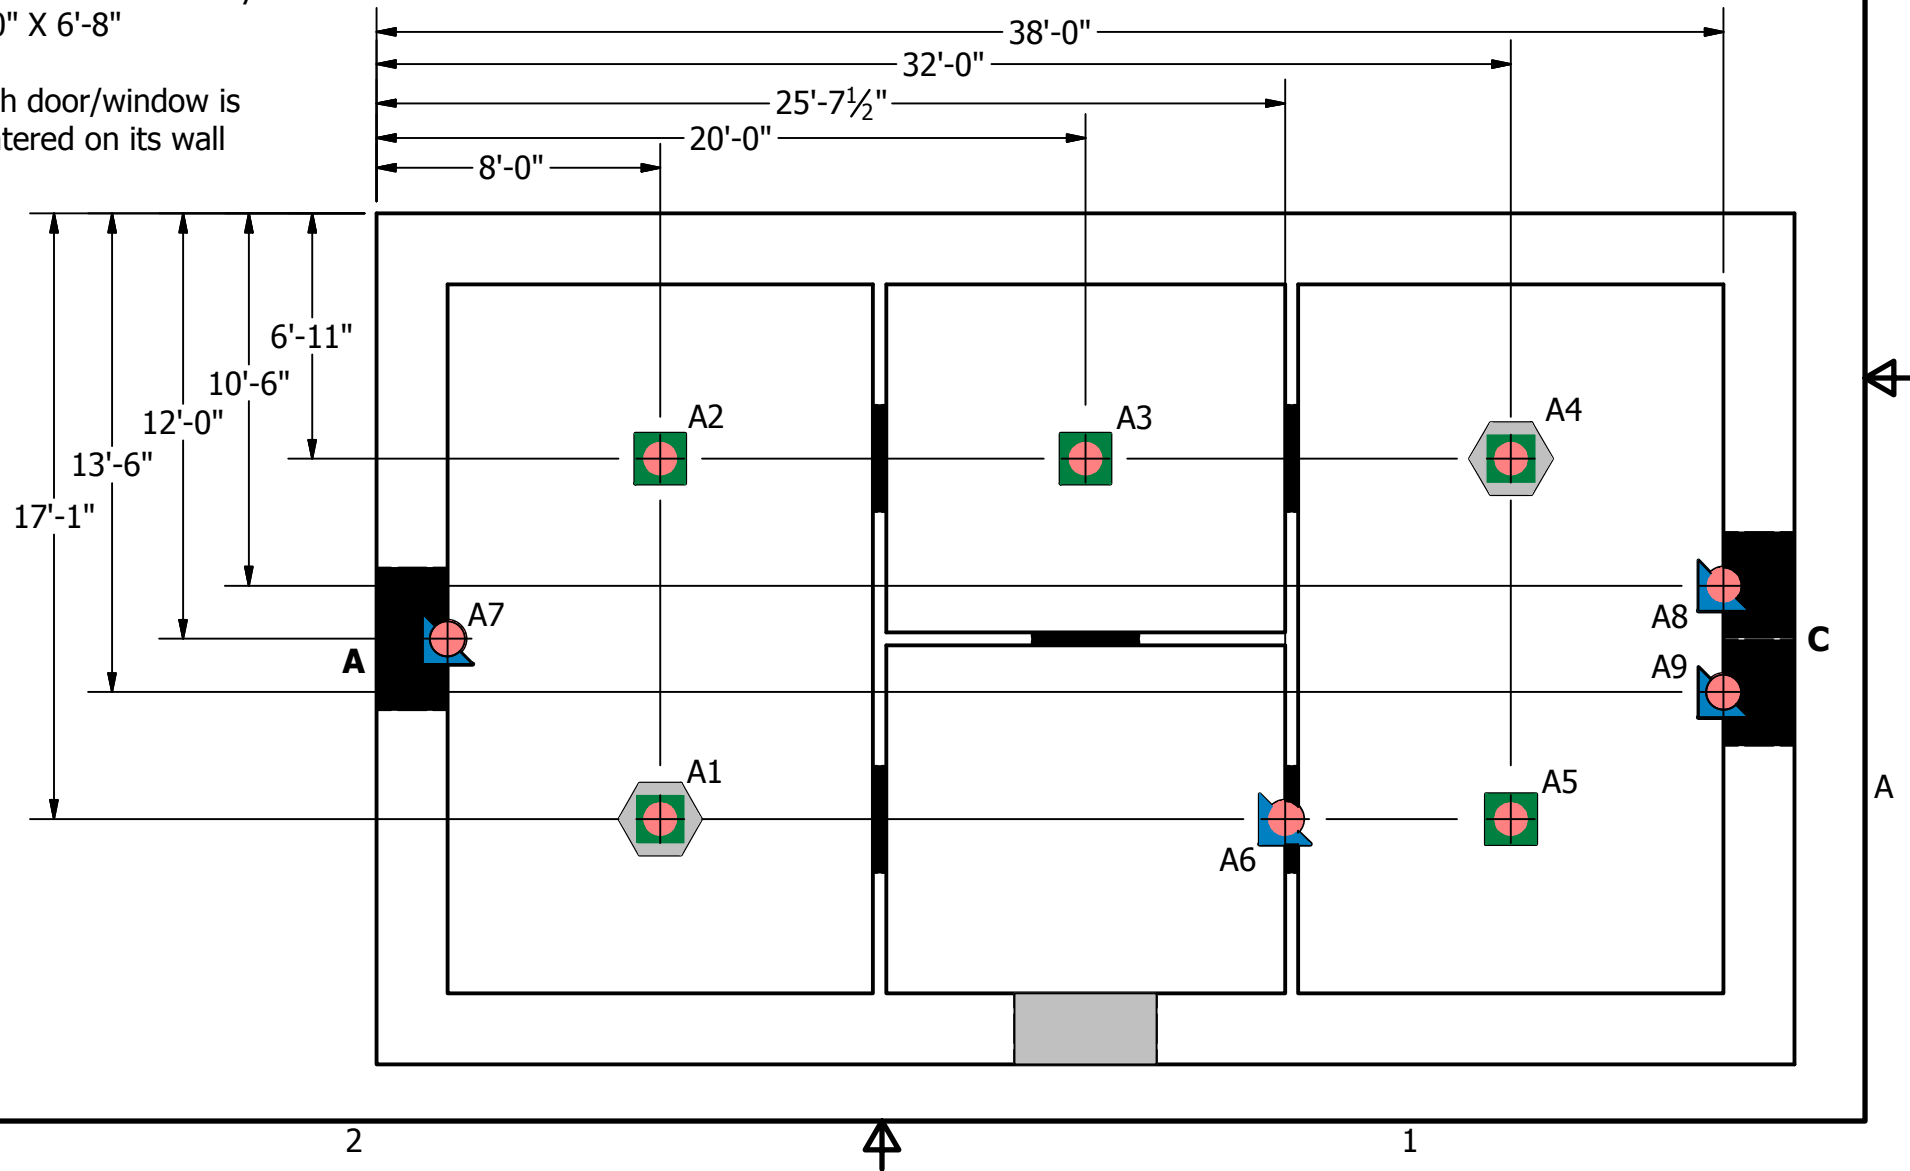 0" X 6'-8"
h door/window is
tered on its wall
38'-0"
32'-0"
25'-7½"
20'-0"
8'-0"
6'-11"
10'-6"
12'-0"
13'-6"
17'-1"
A2
A3
A4
A7
A
A8
C
A9
A1
A5
A6
A
2
1